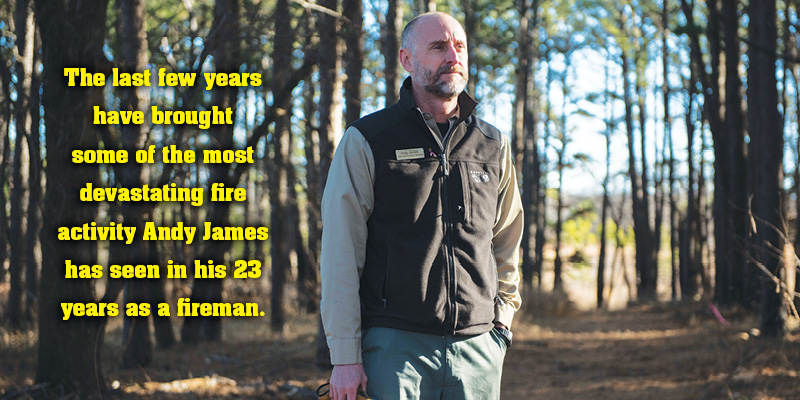 The last few years
have brought
some of the most
devastating fire
activity Andy James
has seen in his 23
years as a fireman.